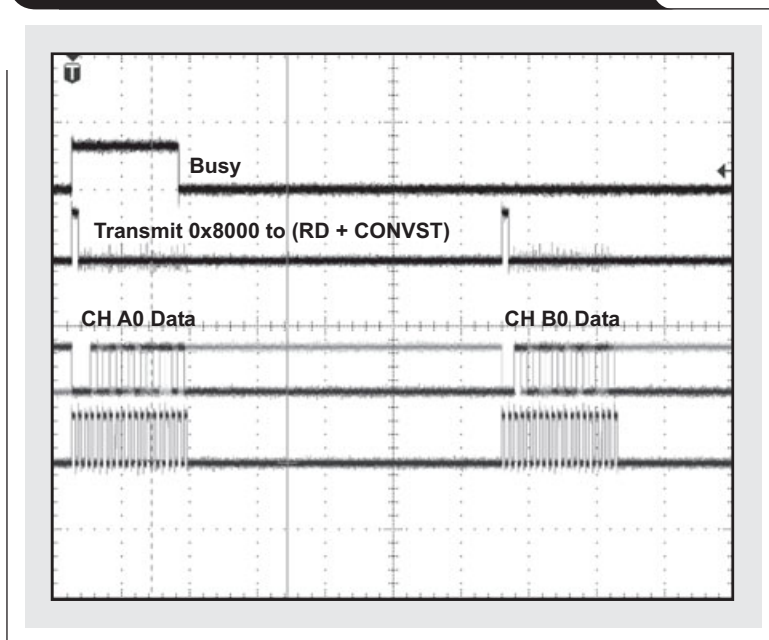 T
Busy
Transmit 0x8000 to (RD + CONVST)
CH A0 Data
CH B0 Data